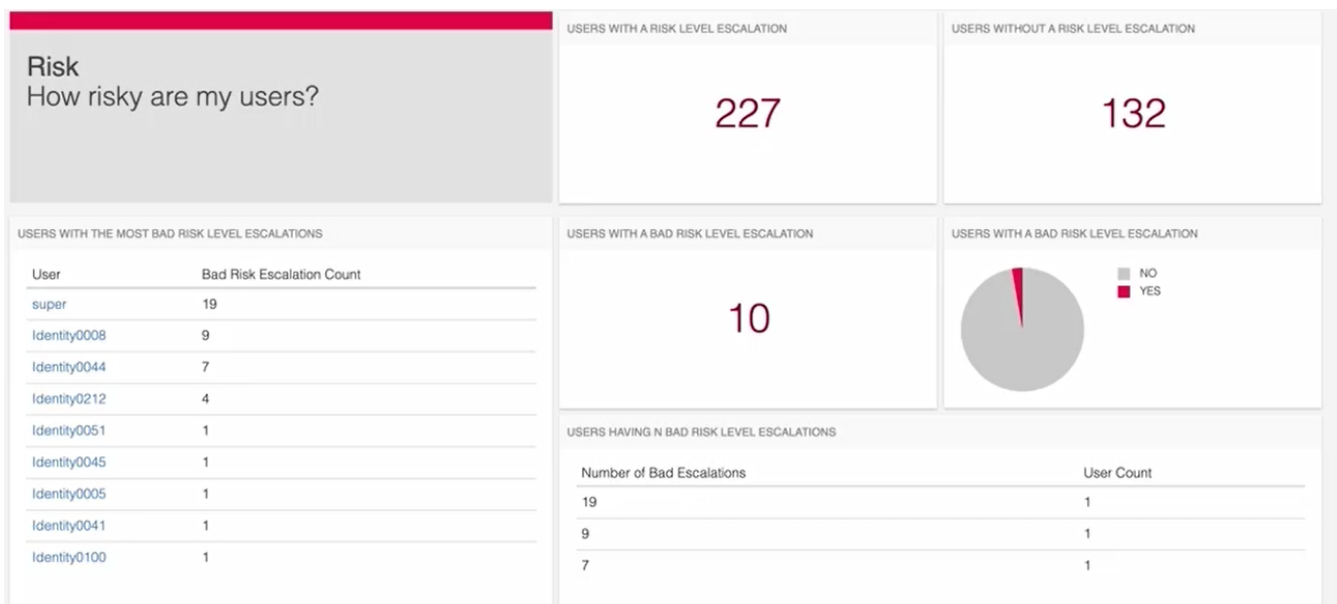 Risk
How risky are my users?
USERS WITH A RISK LEVEL ESCALATION
227
USERS WITHOUT A RISK LEVEL ESCALATION
132
USERS WITH THE MOST BAD RISK LEVEL ESCALATIONS
User Bad Risk Escalation Count
super 19
Identity0008 9
Identity0044 7
Identity0212 4
Identity0051 1
Identity0045 1
Identity0005 1
Identity0041 1
Identity0100 1
USERS WITH A BAD RISK LEVEL ESCALATION
10
USERS WITH A BAD RISK LEVEL ESCALATION
NO
YES
USERS HAVING N BAD RISK LEVEL ESCALATIONS
Number of Bad Escalations User Count
19 1
9 1
7 1